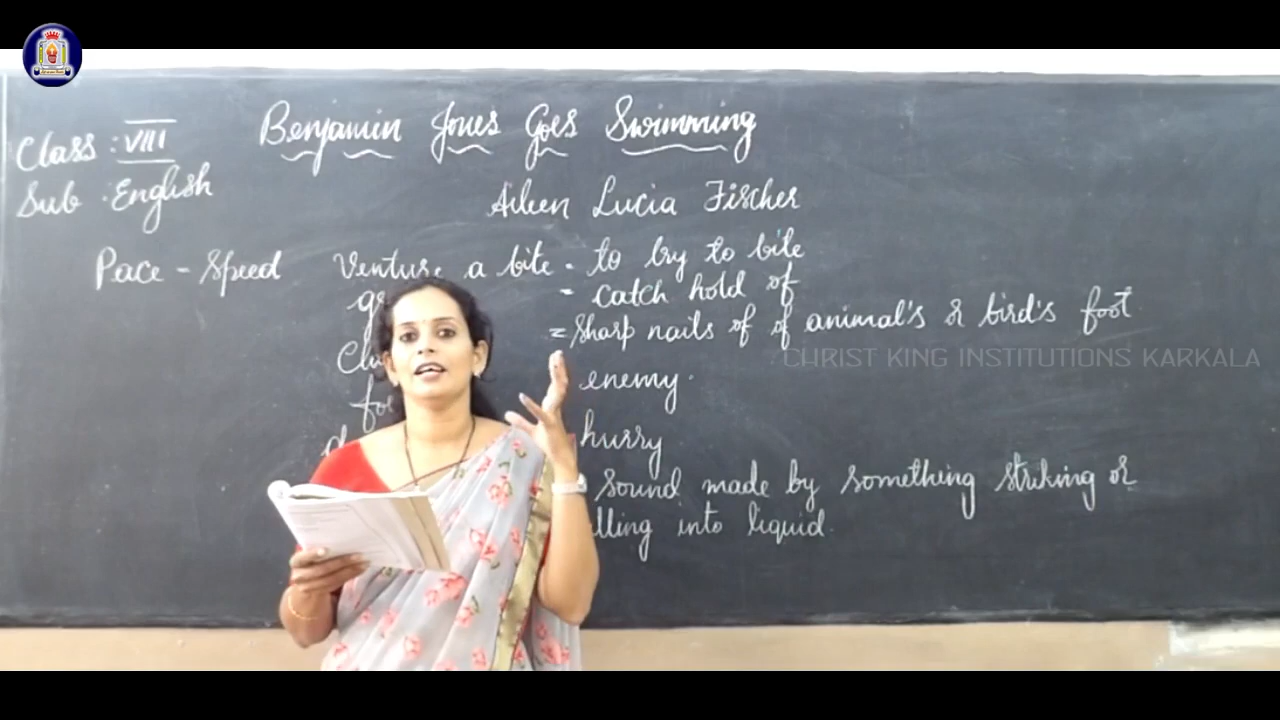 Class : VIII
Sub : English
Benjamin Jones Goes Swimming
Aileen Lucia Fischer
Pace - Speed
Venture a bite - to try to bite
= catch hold of
= Sharp nails of of animal's or bird's foot
CHRIST KING INSTITUTIONS KARKALA
enemy.
hurry
sound made by something striking or
into liquid.